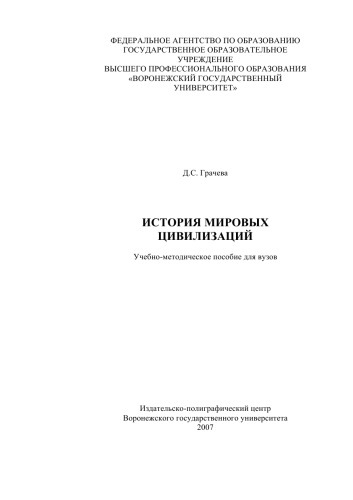 ФЕДЕРАЛЬНОЕ АГЕНТСТВО ПО ОБРАЗОВАНИЮ
ГОСУДАРСТВЕННОЕ ОБРАЗОВАТЕЛЬНОЕ
УЧРЕЖДЕНИЕ
ВЫСШЕГО ПРОФЕССИОНАЛЬНОГО ОБРАЗОВАНИЯ
«ВОРОНЕЖСКИЙ ГОСУДАРСТВЕННЫЙ
УНИВЕРСИТЕТ»
Д.С. Грачева
ИСТОРИЯ МИРОВЫХ
ЦИВИЛИЗАЦИЙ
Учебно-методическое пособие для вузов
Издательско-полиграфический центр
Воронежского государственного университета
2007